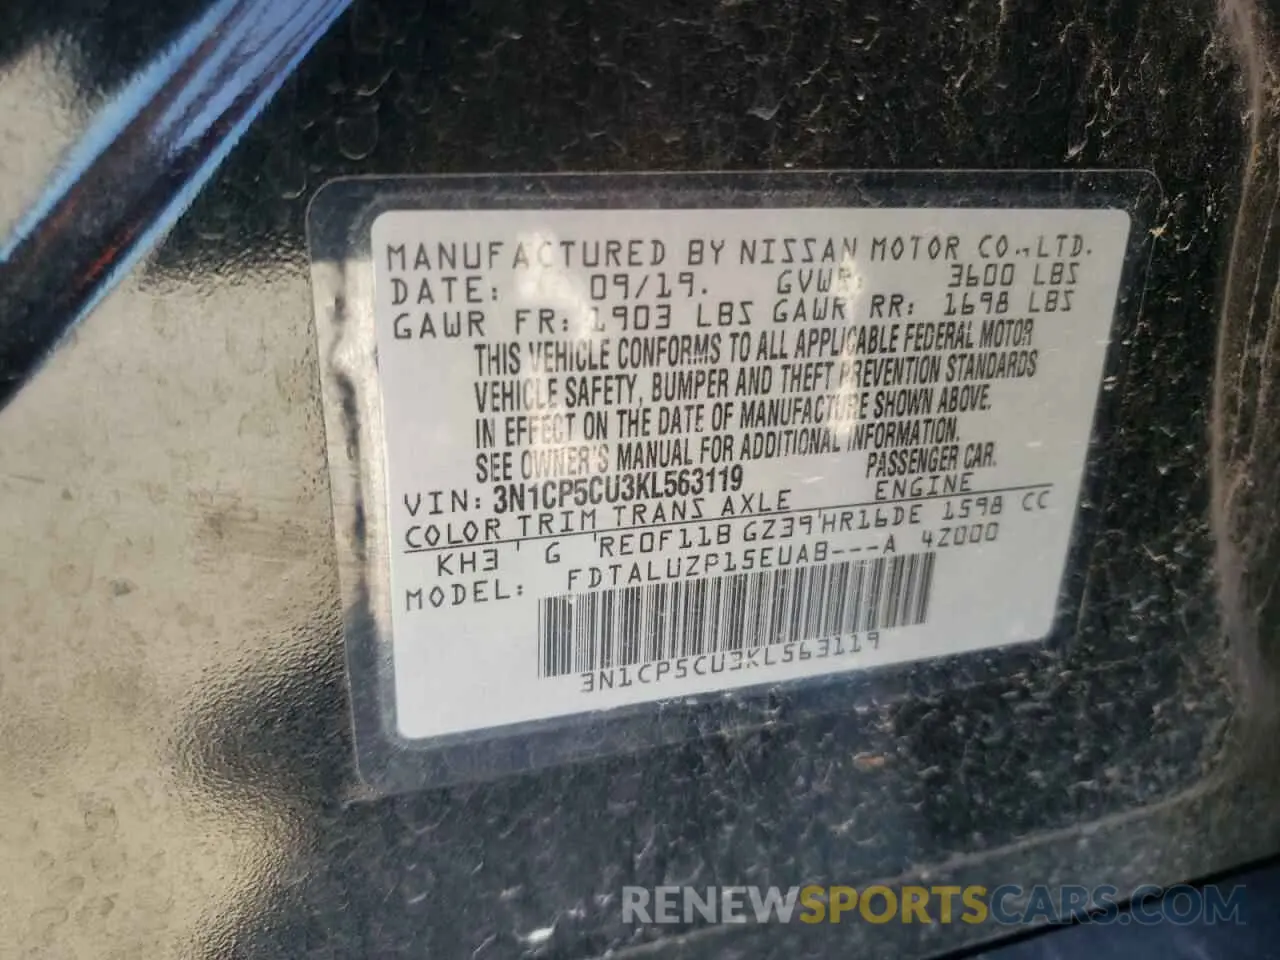 MANUFACTURED BY NISSAN MOTOR CO.,LTD.
DATE: 09/19. GVWR: 3600 LBS
GAWR FR: 1903 LBS GAWR RR: 1698 LBS
THIS VEHICLE CONFORMS TO ALL APPLICABLE FEDERAL MOTOR
VEHICLE SAFETY, BUMPER AND THEFT PREVENTION STANDARDS
IN EFFECT ON THE DATE OF MANUFACTURE SHOWN ABOVE.
SEE OWNER'S MANUAL FOR ADDITIONAL INFORMATION.
VIN: 3N1CP5CU3KL563119 PASSENGER CAR.
COLOR TRIM TRANS AXLE ENGINE
KH3 ' G 'RE0F11B GZ39'HR16DE 1598 CC
MODEL: FDTALUZP15EUAB---A 4Z000
3N1CP5CU3KL563119
RENEWSPORTSCARS.COM